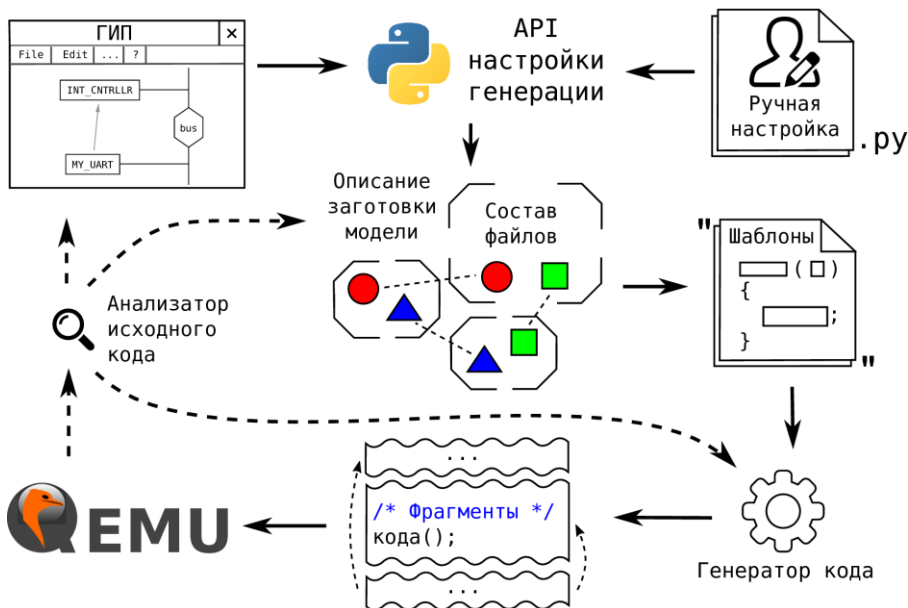 ГИП
×
File Edit ... ?
INT_CNTRLLR
bus
MY_UART
API
настройки
генерации
Ручная
настройка
.py
Описание
заготовки
модели
Состав
файлов
"
Шаблоны
( )
{
;
}
"
Анализатор
исходного
кода
...
/* Фрагменты */
кода();
...
QEMU
Генератор кода